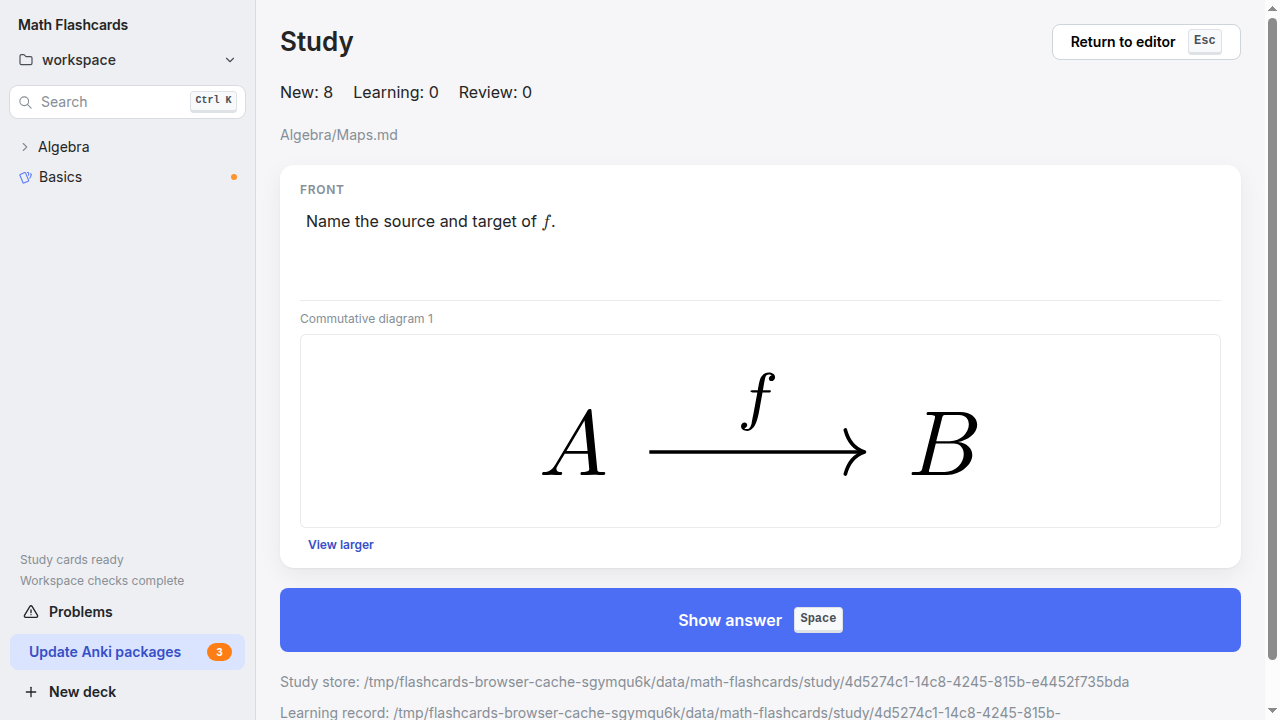 Math Flashcards
workspace
Search Ctrl K
Algebra
Basics
Study cards ready
Workspace checks complete
Problems
Update Anki packages 3
New deck
Study
Return to editor Esc
New: 8 Learning: 0 Review: 0
Algebra/Maps.md
FRONT
Name the source and target of f.
Commutative diagram 1
f
A B
View larger
Show answer Space
Study store: /tmp/flashcards-browser-cache-sgymqu6k/data/math-flashcards/study/4d5274c1-14c8-4245-815b-e4452f735bda
Learning record: /tmp/flashcards-browser-cache-sgymqu6k/data/math-flashcards/study/4d5274c1-14c8-4245-815b-